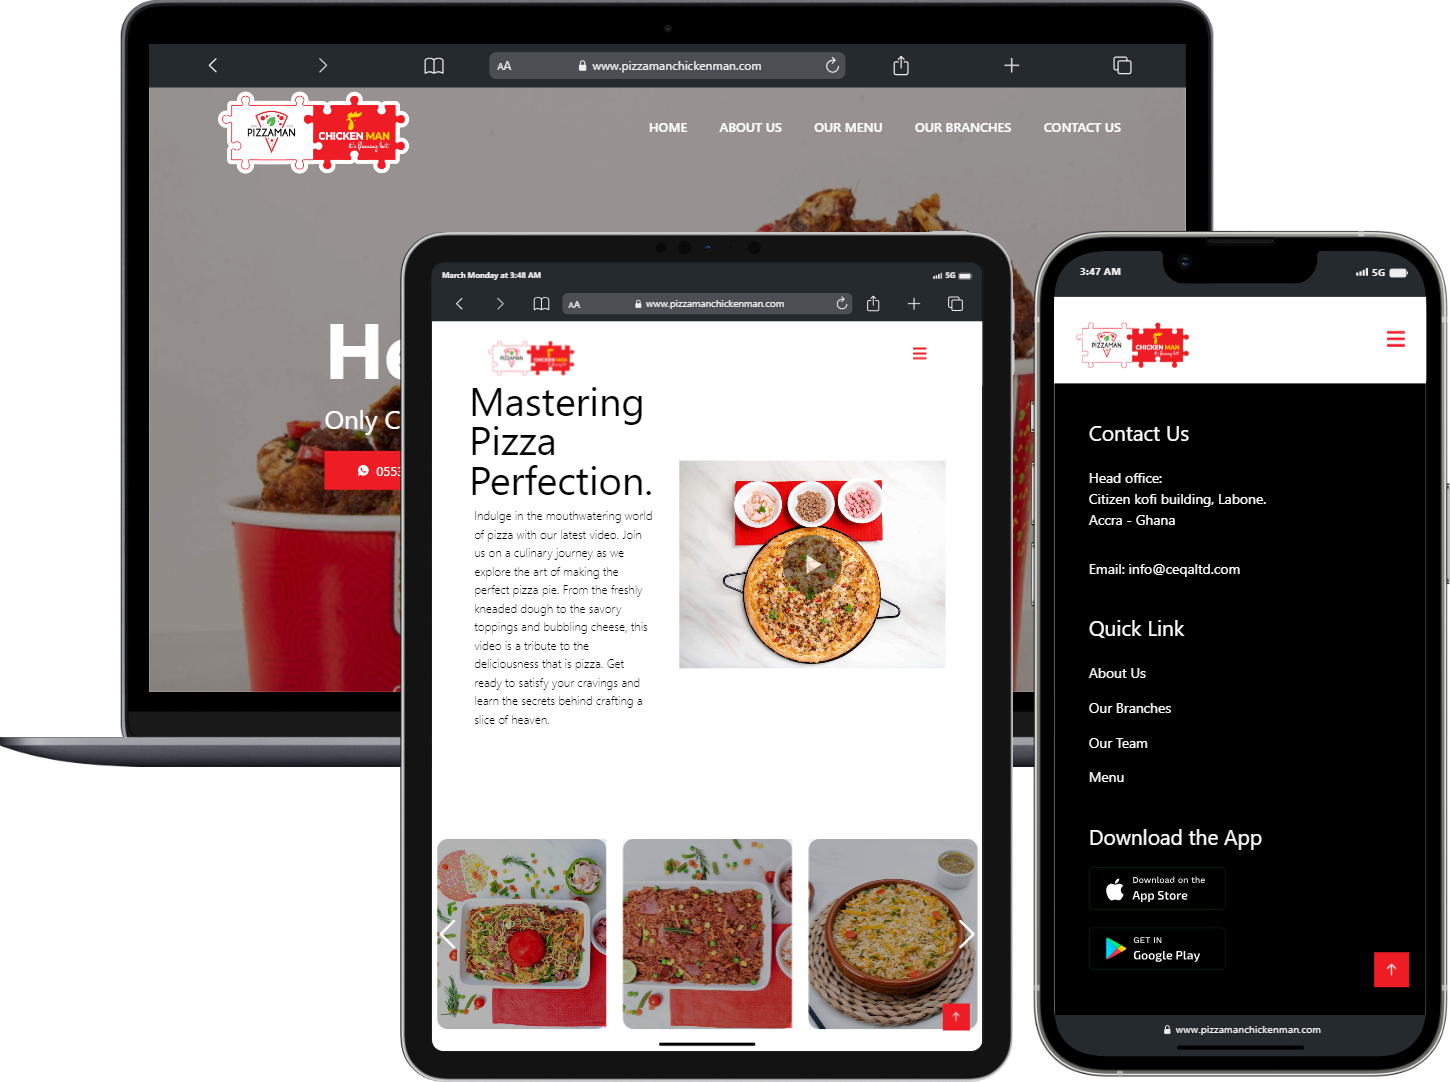 AA
www.pizzamanchickenman.com
PIZZAMAN
CHICKEN MAN
it's flaming hot
HOME
ABOUT US
OUR MENU
OUR BRANCHES
CONTACT US
He
Only C
0553
March Monday at 3:48 AM
5G
AA
www.pizzamanchickenman.com
PIZZAMAN
CHICKEN MAN
Mastering
Pizza
Perfection.
Indulge in the mouthwatering world
of pizza with our latest video. Join
us on a culinary journey as we
explore the art of making the
perfect pizza pie. From the freshly
kneaded dough to the savory
toppings and bubbling cheese, this
video is a tribute to the
deliciousness that is pizza. Get
ready to satisfy your cravings and
learn the secrets behind crafting a
slice of heaven.
3:47 AM
5G
PIZZAMAN
CHICKEN MAN
it's flaming hot
Contact Us
Head office:
Citizen kofi building, Labone.
Accra - Ghana
Email: info@ceqaltd.com
Quick Link
About Us
Our Branches
Our Team
Menu
Download the App
Download on the
App Store
GET IN
Google Play
www.pizzamanchickenman.com